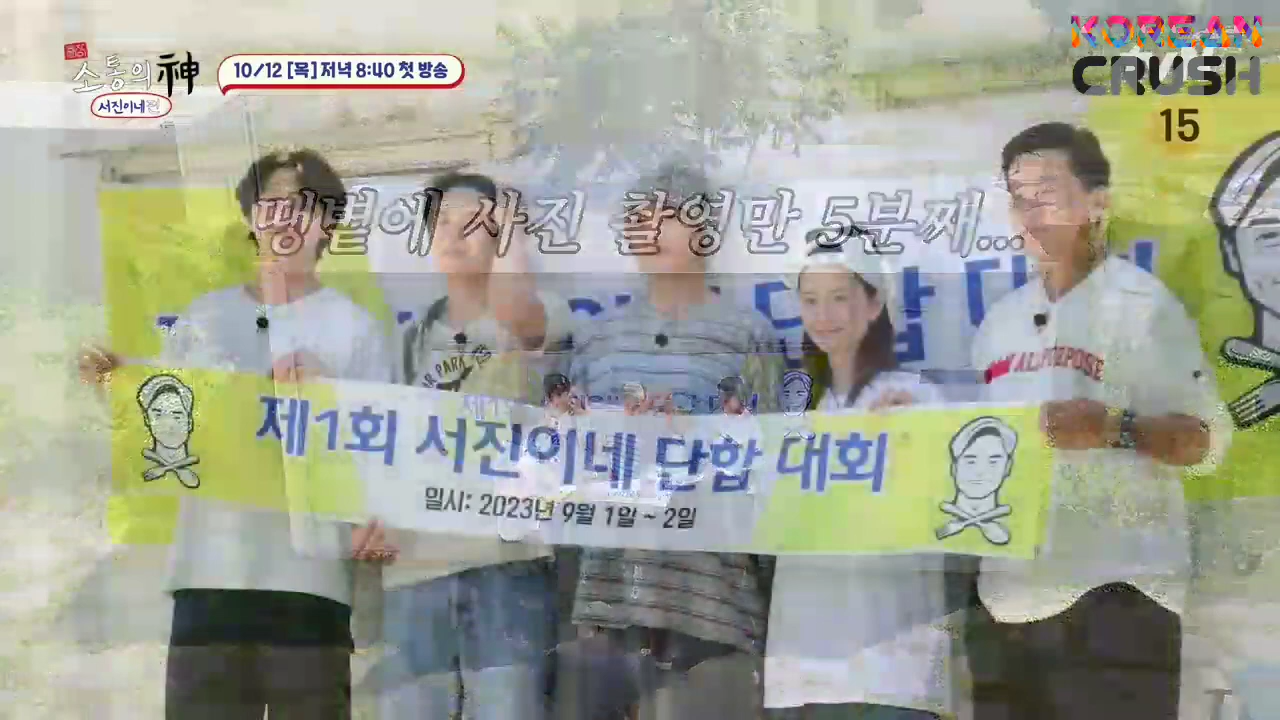 소통의神
서진이네편
10/12 [목] 저녁 8:40 첫 방송
KOREAN
CRUSH
15
땡볕에 사진 촬영만 5분째...
PARK
ALLPURPOSE
제1회 서진이네 단합 대회
일시: 2023년 9월 1일 ~ 2일